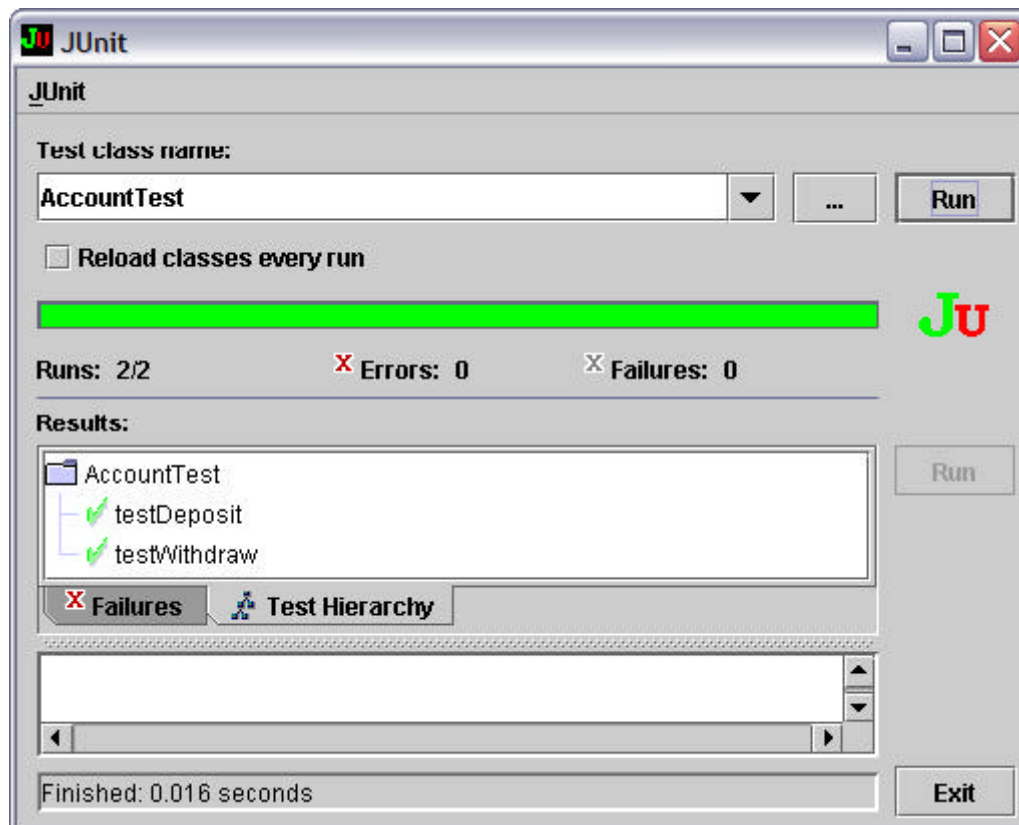 JU JUnit
JUnit
Test class name:
AccountTest
...
Run
Reload classes every run
JU
Runs: 2/2
X Errors: 0
X Failures: 0
Results:
AccountTest
Run
testDeposit
testWithdraw
X Failures
Test Hierarchy
Finished: 0.016 seconds
Exit